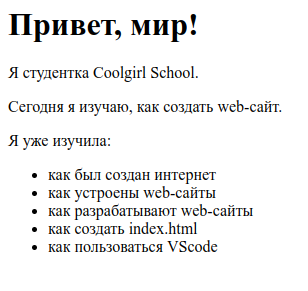 Привет, мир!
Я студентка Coolgirl School.
Сегодня я изучаю, как создать web-сайт.
Я уже изучила:
• как был создан интернет
• как устроены web-сайты
• как разрабатывают web-сайты
• как создать index.html
• как пользоваться VScode